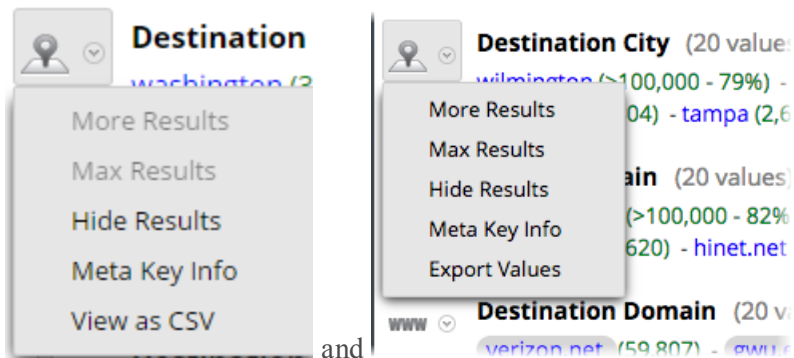 Destination
washington (3
More Results
Max Results
Hide Results
Meta Key Info
View as CSV
and
Destination City (20 value
wilmington (>100,000 - 79%) -
04) - tampa (2,6
More Results
Max Results
Hide Results
Meta Key Info
Export Values
ain (20 values)
(>100,000 - 82%
620) - hinet.net
www
Destination Domain (20 v
verizon.net (59,807) - gwu.